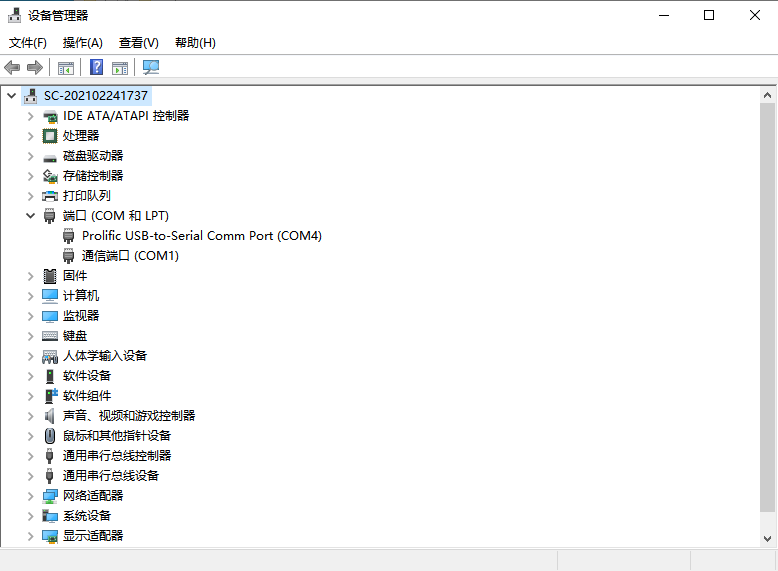 设备管理器
文件(F) 操作(A) 查看(V) 帮助(H)
SC-202102241737
IDE ATA/ATAPI 控制器
处理器
磁盘驱动器
存储控制器
打印队列
端口 (COM 和 LPT)
Prolific USB-to-Serial Comm Port (COM4)
通信端口 (COM1)
固件
计算机
监视器
键盘
人体学输入设备
软件设备
软件组件
声音、视频和游戏控制器
鼠标和其他指针设备
通用串行总线控制器
通用串行总线设备
网络适配器
系统设备
显示适配器